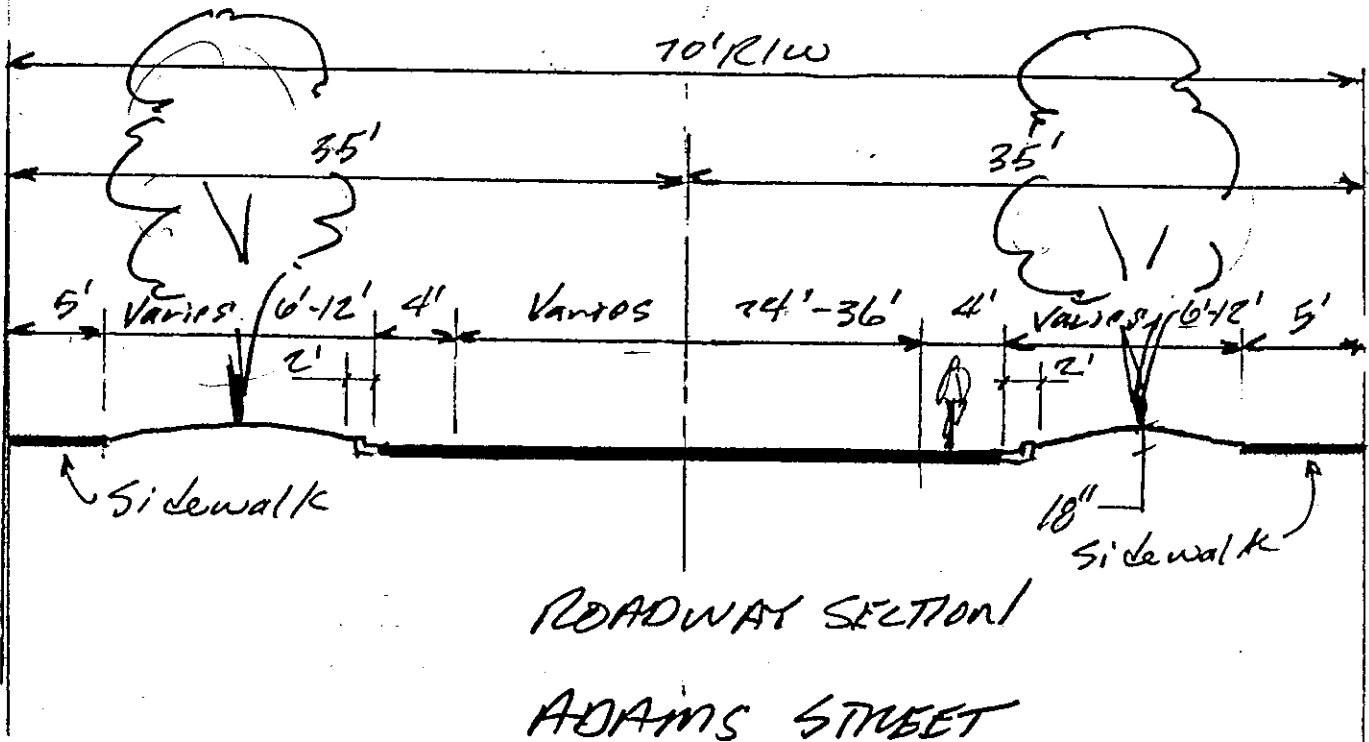 70' R/W
35' 35'
5' Varies 6'-12' 4' Varies 24'-36' 4' Varies 6'-12' 5'
2' 2'
Sidewalk
18"
Sidewalk
ROADWAY SECTION
ADAMS STREET